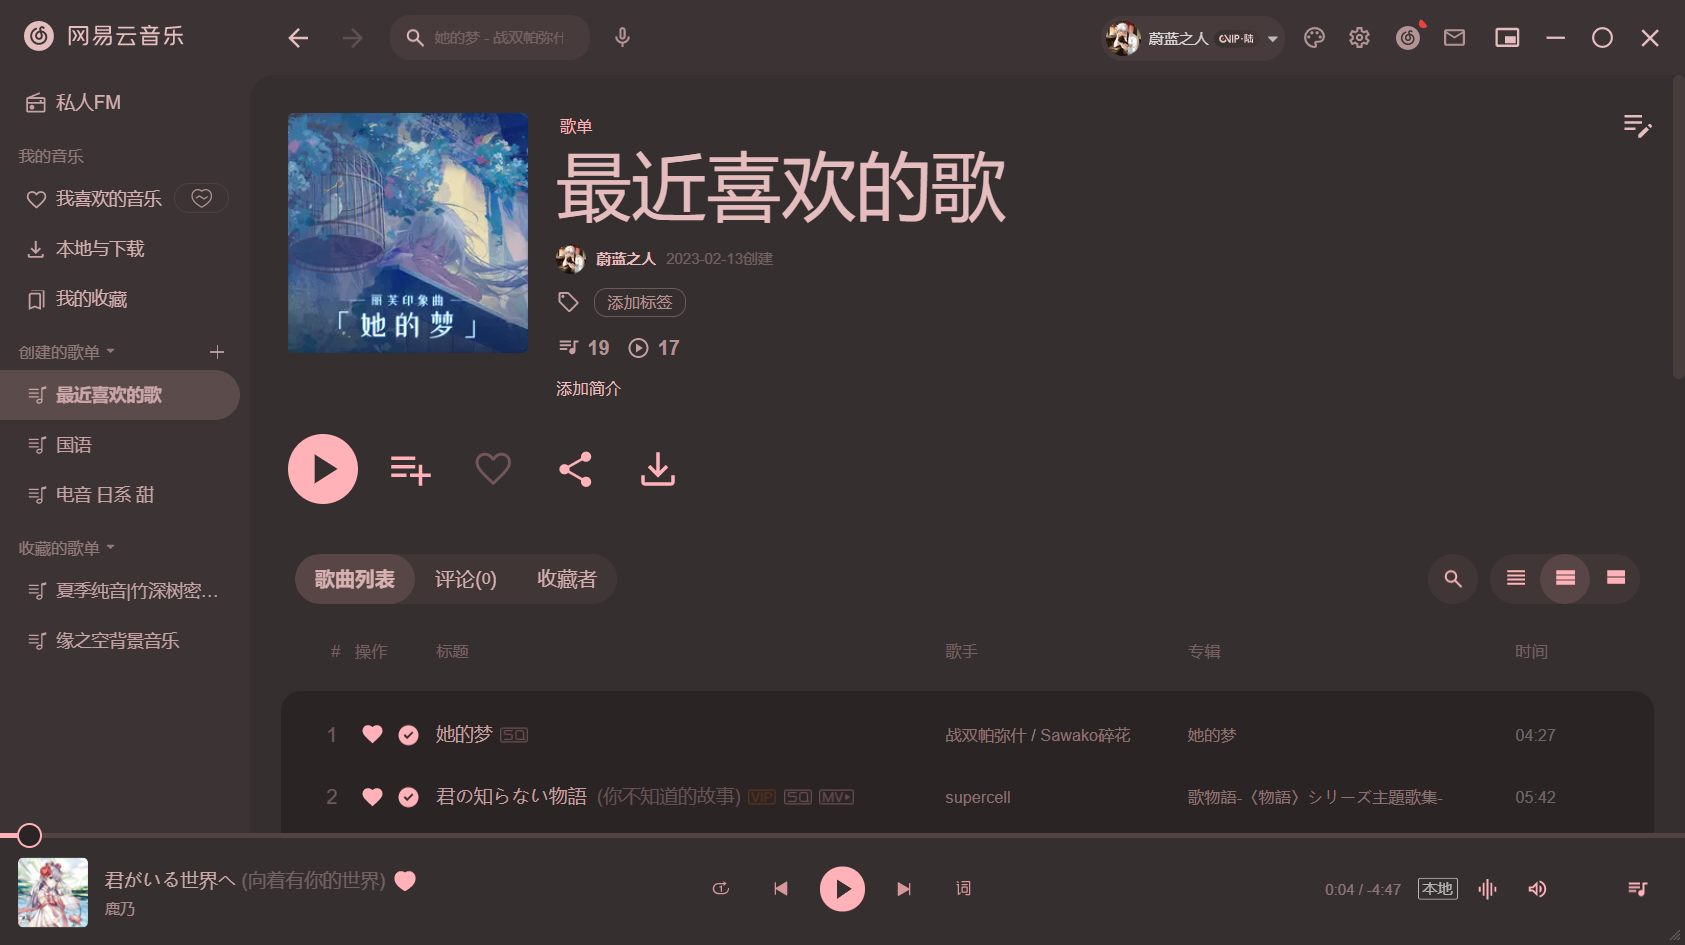 网易云音乐
她的梦 - 战双帕弥什
蔚蓝之人 CVIP·陆
私人FM
我的音乐
我喜欢的音乐
本地与下载
我的收藏
创建的歌单
最近喜欢的歌
国语
电音 日系 甜
收藏的歌单
夏季纯音|竹深树密…
缘之空背景音乐
丽芙印象曲
「她的梦」
歌单
最近喜欢的歌
蔚蓝之人 2023-02-13创建
添加标签
19 17
添加简介
歌曲列表 评论(0) 收藏者
# 操作 标题 歌手 专辑 时间
1 她的梦 SQ 战双帕弥什 / Sawako碎花 她的梦 04:27
2 君の知らない物語 (你不知道的故事) VIP SQ MV supercell 歌物語-〈物語〉シリーズ主題歌集- 05:42
君がいる世界へ (向着有你的世界)
鹿乃
词
0:04 / -4:47 本地